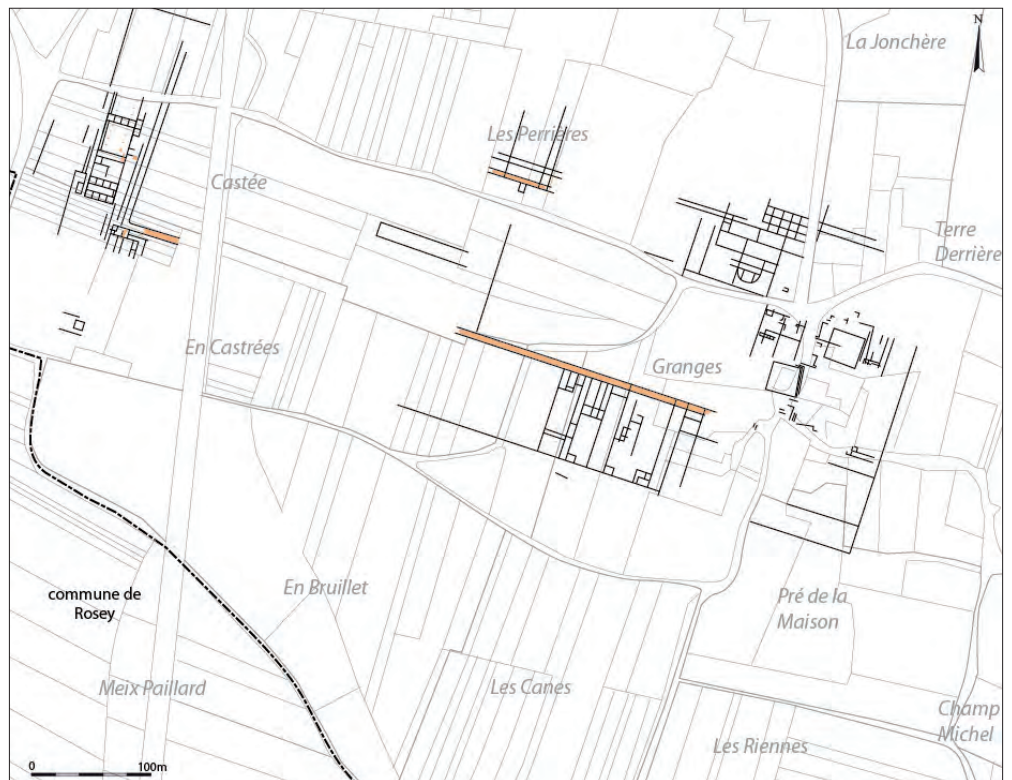 N
La Jonchère
Les Perrières
Castée
Terre
Derrière
En Castrées
Granges
En Bruillet
commune de
Rosey
Pré de la
Maison
Meix Paillard
Les Canes
Champ
Michel
Les Riennes
0
100m